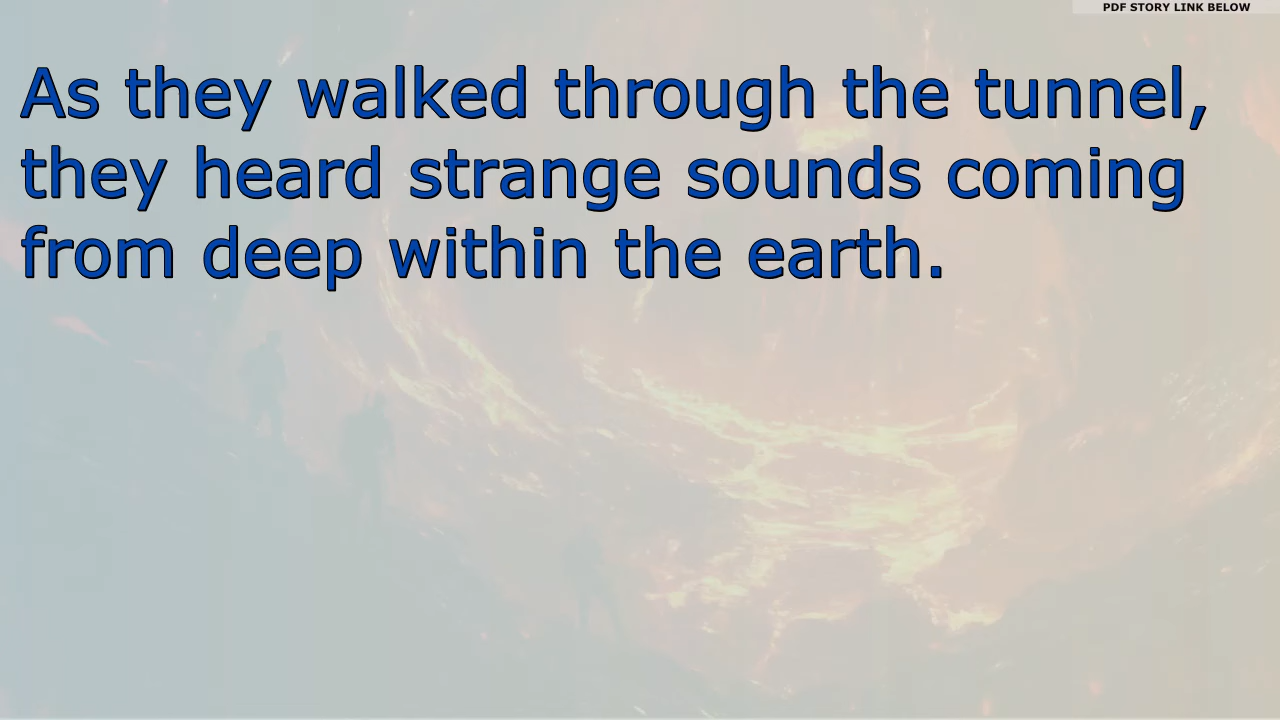 PDF STORY LINK BELOW
As they walked through the tunnel,
they heard strange sounds coming
from deep within the earth.